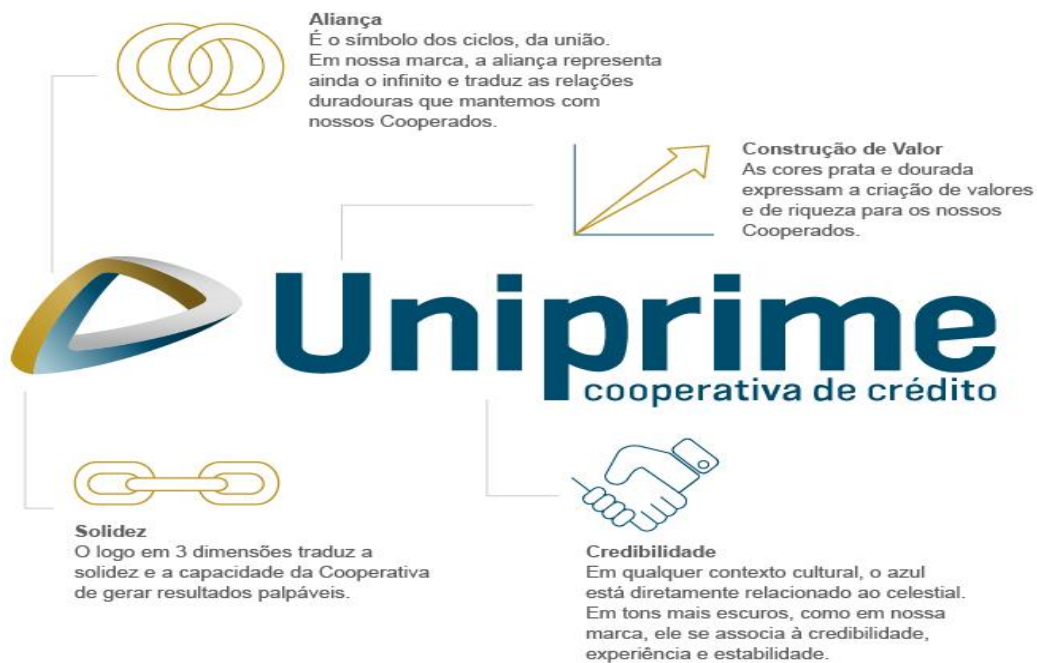 Aliança
É o símbolo dos ciclos, da união.
Em nossa marca, a aliança representa
ainda o infinito e traduz as relações
duradouras que mantemos com
nossos Cooperados.
Construção de Valor
As cores prata e dourada
expressam a criação de valores
e de riqueza para os nossos
Cooperados.
Uniprime
cooperativa de crédito
Solidez
O logo em 3 dimensões traduz a
solidez e a capacidade da Cooperativa
de gerar resultados palpáveis.
Credibilidade
Em qualquer contexto cultural, o azul
está diretamente relacionado ao celestial.
Em tons mais escuros, como em nossa
marca, ele se associa à credibilidade,
experiência e estabilidade.